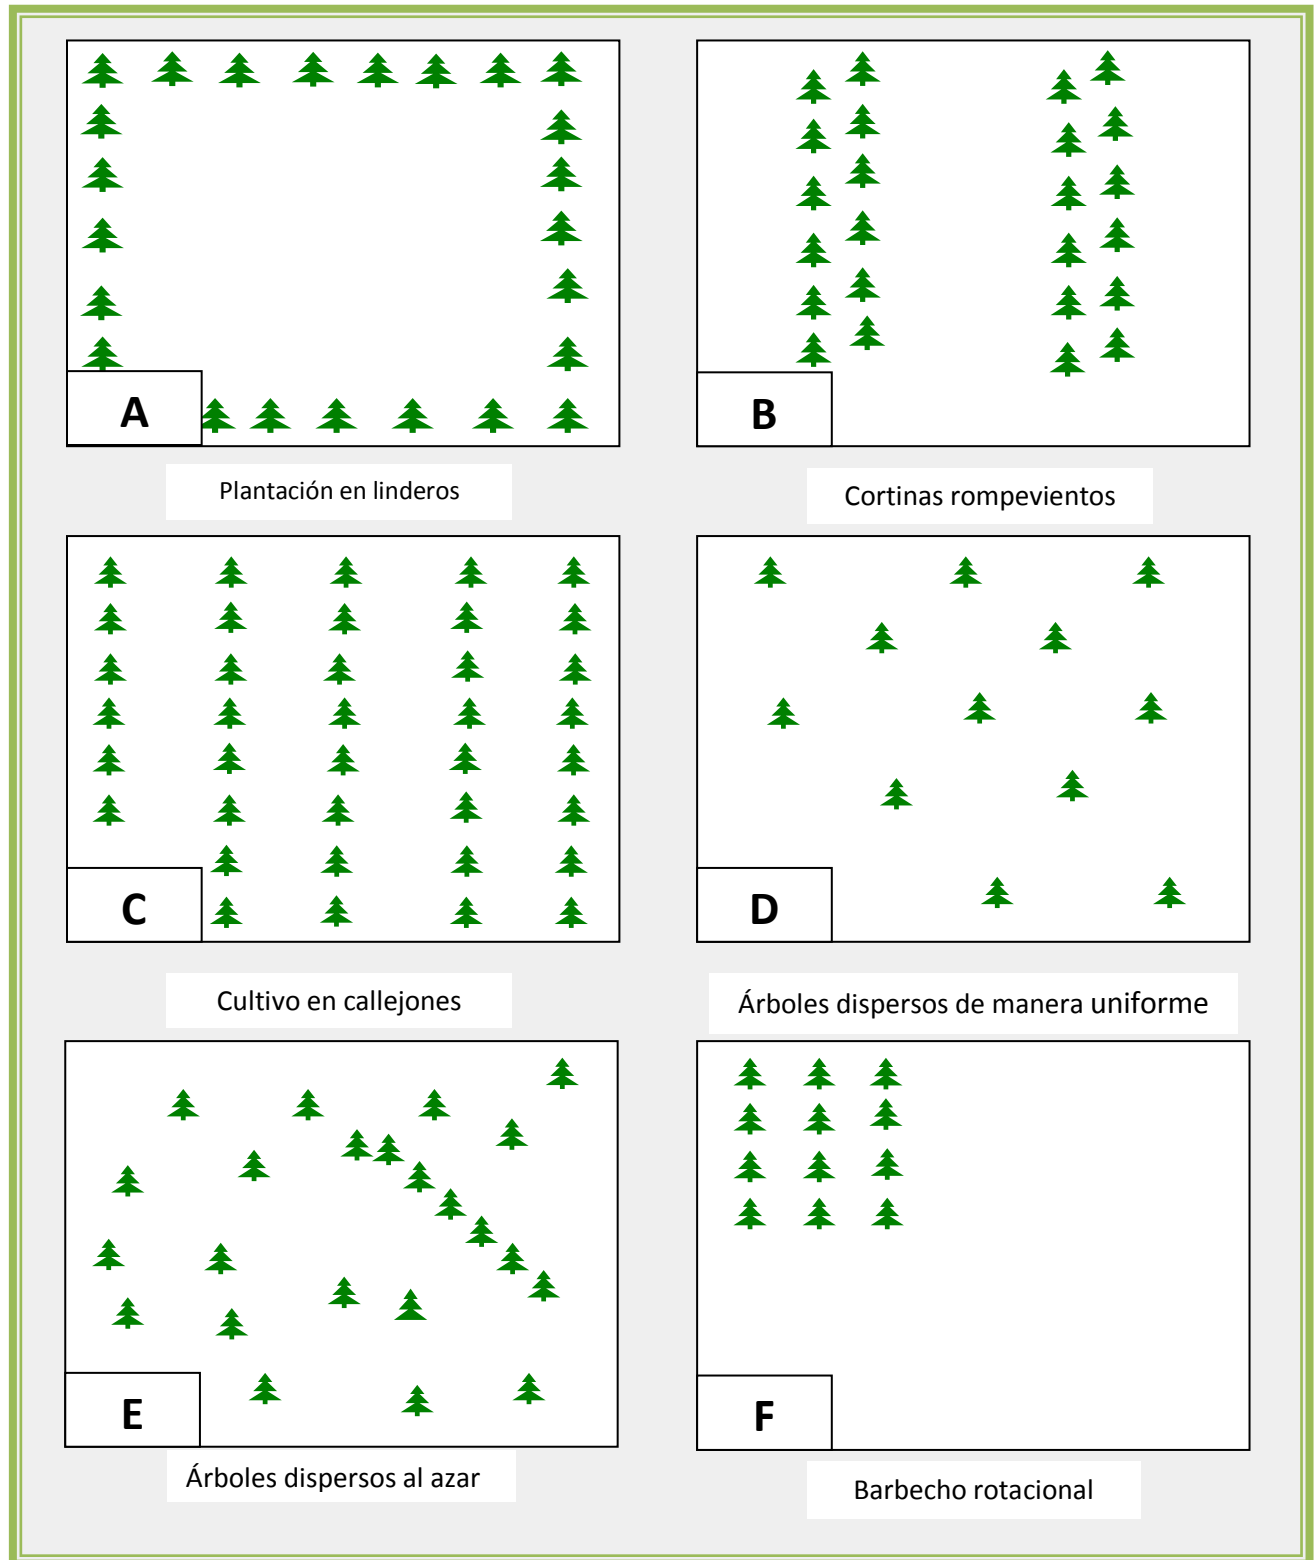 A
B
Plantación en linderos
Cortinas rompevientos
C
D
Cultivo en callejones
Árboles dispersos de manera uniforme
E
F
Árboles dispersos al azar
Barbecho rotacional